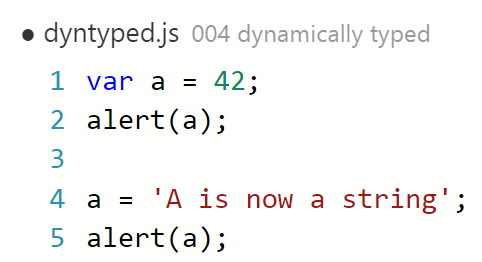 ● dyntyped.js 004 dynamically typed
1 var a = 42;
2 alert(a);
3
4 a = 'A is now a string';
5 alert(a);